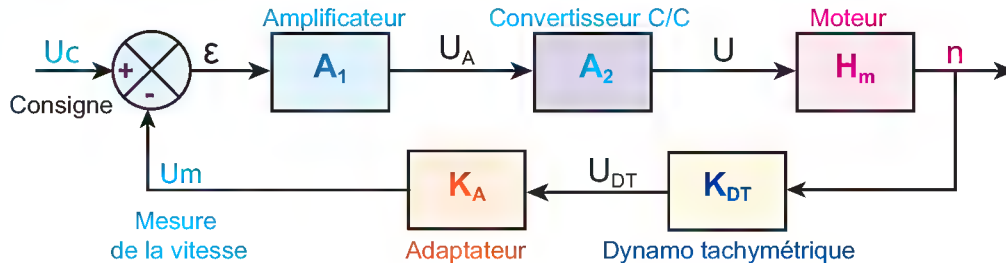 Amplificateur
Convertisseur C/C
Moteur
Uc
+
-
ε
A1
UA
A2
U
Hm
n
Consigne
Um
KA
UDT
KDT
Mesure
de la vitesse
Adaptateur
Dynamo tachymétrique